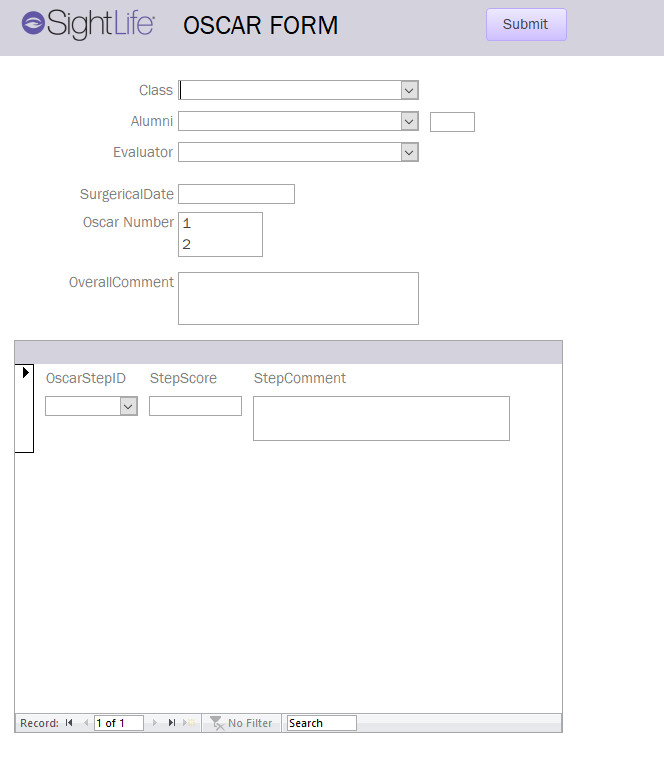 SightLife OSCAR FORM Submit
Class
Alumni
Evaluator
SurgericalDate
Oscar Number
1
2
OverallComment
OscarStepID StepScore StepComment
Record: 1 of 1 No Filter Search